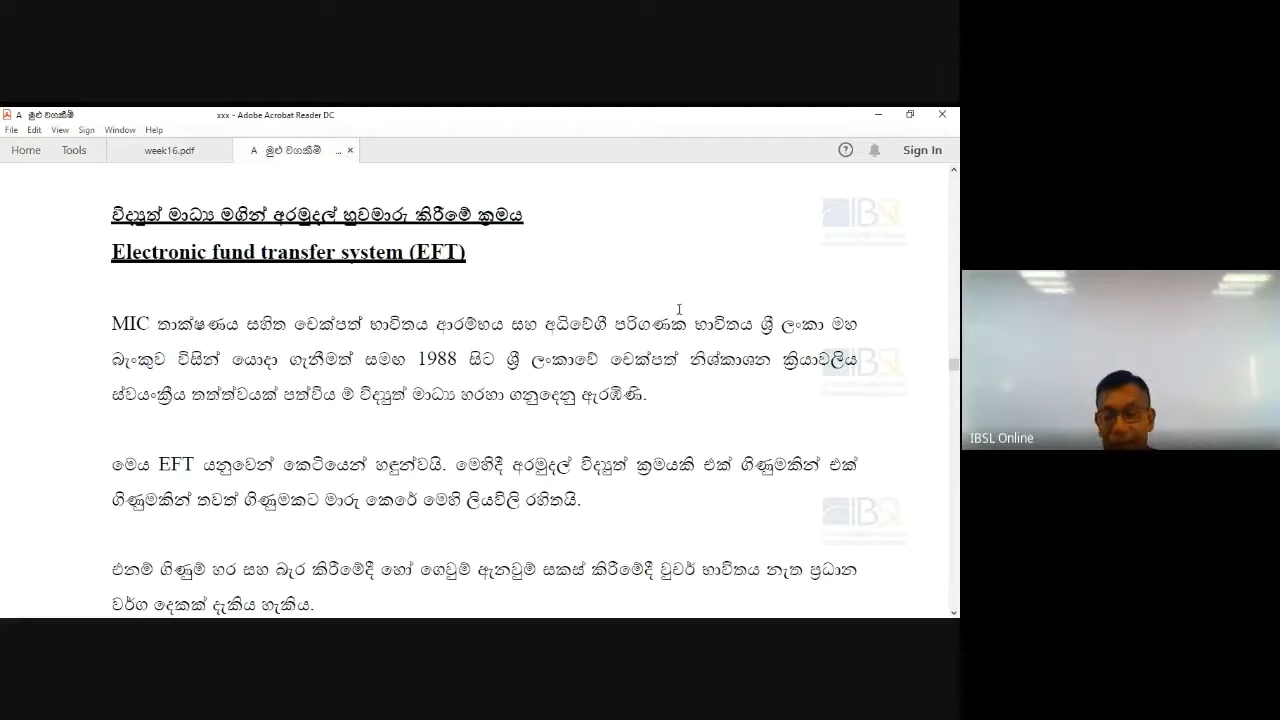 A මුළු වගකීම්
xxx - Adobe Acrobat Reader DC
File Edit View Sign Window Help
Home Tools week16.pdf A මුළු වගකීම් ... × Sign In
විද්‍යුත් මාධ්‍ය මගින් අරමුදල් හුවමාරු කිරීමේ ක්‍රමය
Electronic fund transfer system (EFT)
MIC තාක්ෂණය සහිත චෙක්පත් භාවිතය ආරම්භය සහ අධිවේගී පරිගණක භාවිතය ශ්‍රී ලංකා මහ
බැංකුව විසින් යොදා ගැනීමත් සමඟ 1988 සිට ශ්‍රී ලංකාවේ චෙක්පත් නිශ්කාශන ක්‍රියාවලිය
ස්වයංක්‍රීය තත්ත්වයක් පත්විය ම් විද්‍යුත් මාධ්‍ය හරහා ගනුදෙනු ඇරඹිණි.
මෙය EFT යනුවෙන් කෙටියෙන් හඳුන්වයි. මෙහිදී අරමුදල් විද්‍යුත් ක්‍රමයකි එක් ගිණුමකින් එක්
ගිණුමකින් තවත් ගිණුමකට මාරු කෙරේ මෙහි ලියවිලි රහිතයි.
එනම් ගිණුම් හර සහ බැර කිරීමේදී හෝ ගෙවුම් ඇනවුම් සකස් කිරීමේදී වුචර් භාවිතය නැත ප්‍රධාන
වර්ග දෙකක් දැකිය හැකිය.
IBSL
IBSL
IBSL
IBSL Online